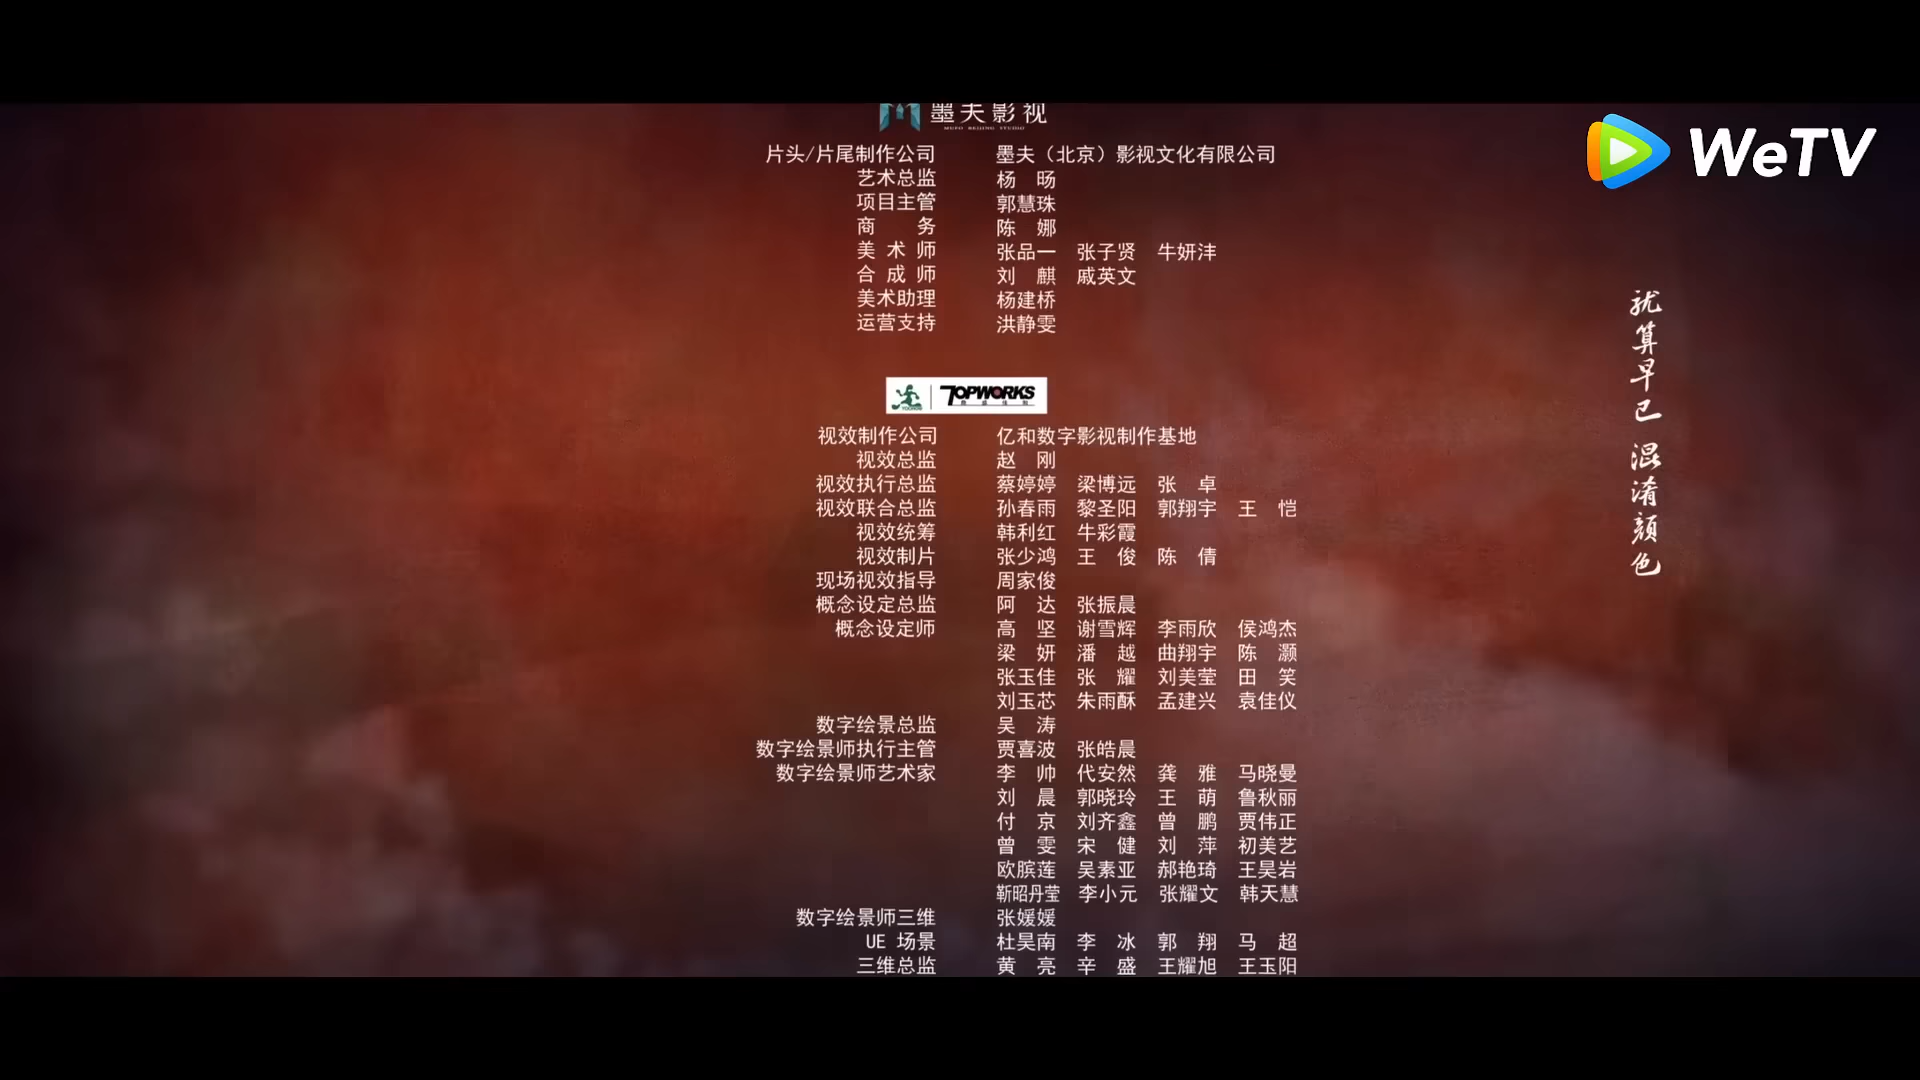 墨夫影视
MUFO BEIJING STUDIO
WeTV
片头/片尾制作公司 墨夫（北京）影视文化有限公司
艺术总监 杨 旸
项目主管 郭慧珠
商 务 陈 娜
美 术 师 张品一 张子贤 牛妍沣
合 成 师 刘 麒 戚英文
美术助理 杨建桥
运营支持 洪静雯
就算早已 混淆颜色
TOPWORKS
视效制作公司 亿和数字影视制作基地
视效总监 赵 刚
视效执行总监 蔡婷婷 梁博远 张 卓
视效联合总监 孙春雨 黎圣阳 郭翔宇 王 恺
视效统筹 韩利红 牛彩霞
视效制片 张少鸿 王 俊 陈 倩
现场视效指导 周家俊
概念设定总监 阿 达 张振晨
概念设定师 高 坚 谢雪辉 李雨欣 侯鸿杰
梁 妍 潘 越 曲翔宇 陈 灏
张玉佳 张 耀 刘美莹 田 笑
刘玉芯 朱雨酥 孟建兴 袁佳仪
数字绘景总监 吴 涛
数字绘景师执行主管 贾喜波 张皓晨
数字绘景师艺术家 李 帅 代安然 龚 雅 马晓曼
刘 晨 郭晓玲 王 萌 鲁秋丽
付 京 刘齐鑫 曾 鹏 贾伟正
曾 雯 宋 健 刘 萍 初美艺
欧膑莲 吴素亚 郝艳琦 王昊岩
靳昭丹莹 李小元 张耀文 韩天慧
数字绘景师三维 张媛媛
UE 场景 杜昊南 李 冰 郭 翔 马 超
三维总监 黄 亮 辛 盛 王耀旭 王玉阳